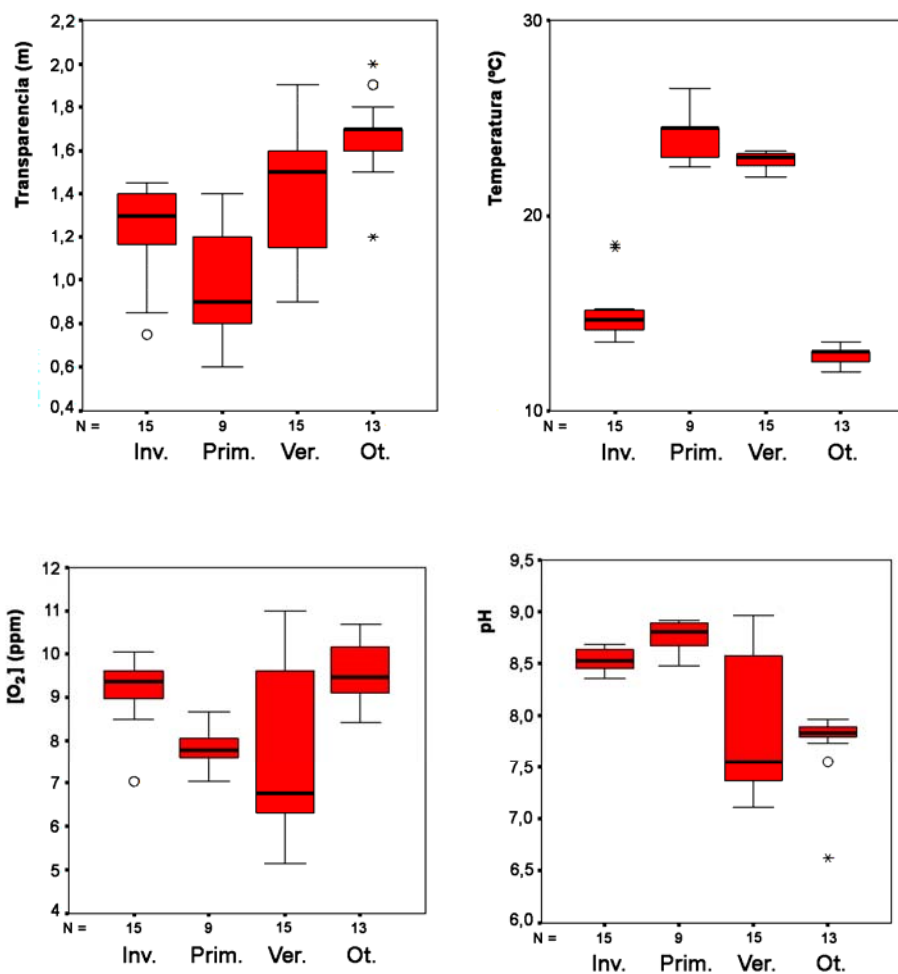 Transparencia (m)
2,2
2,0
1,8
1,6
1,4
1,2
1,0
0,8
0,6
0,4
N = 15 9 15 13
Inv. Prim. Ver. Ot.
Temperatura (ºC)
30
20
10
N = 15 9 15 13
Inv. Prim. Ver. Ot.
[O₂] (ppm)
12
11
10
9
8
7
6
5
4
N = 15 9 15 13
Inv. Prim. Ver. Ot.
pH
9,5
9,0
8,5
8,0
7,5
7,0
6,5
6,0
N = 15 9 15 13
Inv. Prim. Ver. Ot.